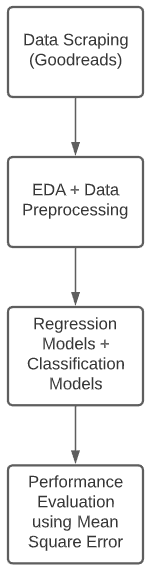 Data Scraping
(Goodreads)
EDA + Data
Preprocessing
Regression
Models +
Classification
Models
Performance
Evaluation
using Mean
Square Error